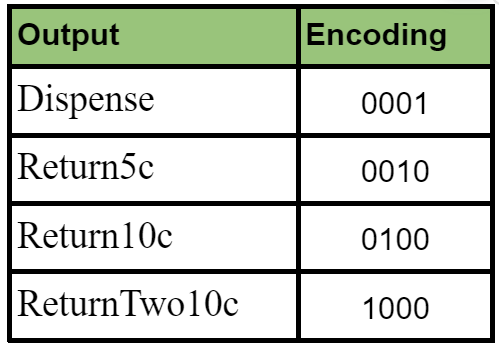 Output Encoding
Dispense 0001
Return5c 0010
Return10c 0100
ReturnTwo10c 1000